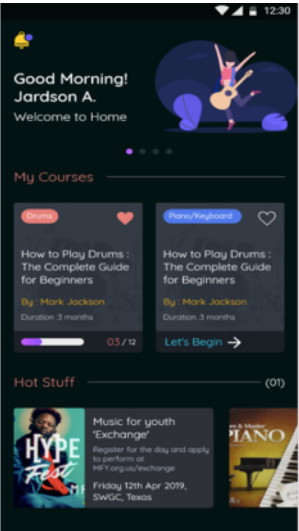 12:30
Good Morning!
Jardson A.
Welcome to Home
My Courses
Drums
How to Play Drums :
The Complete Guide
for Beginners
By : Mark Jackson
Duration :3 months
03 / 12
Piano/Keyboard
How to Play Drums :
The Complete Guide
for Beginners
By : Mark Jackson
Duration :3 months
Let's Begin
Hot Stuff
(01)
HYPE
Fest
MF
Music for youth
'Exchange'
Register for the day and apply
to perform at
MFY.org.us/exchange
Friday 12th Apr 2019,
SWGC, Texas
& Master
PIANO